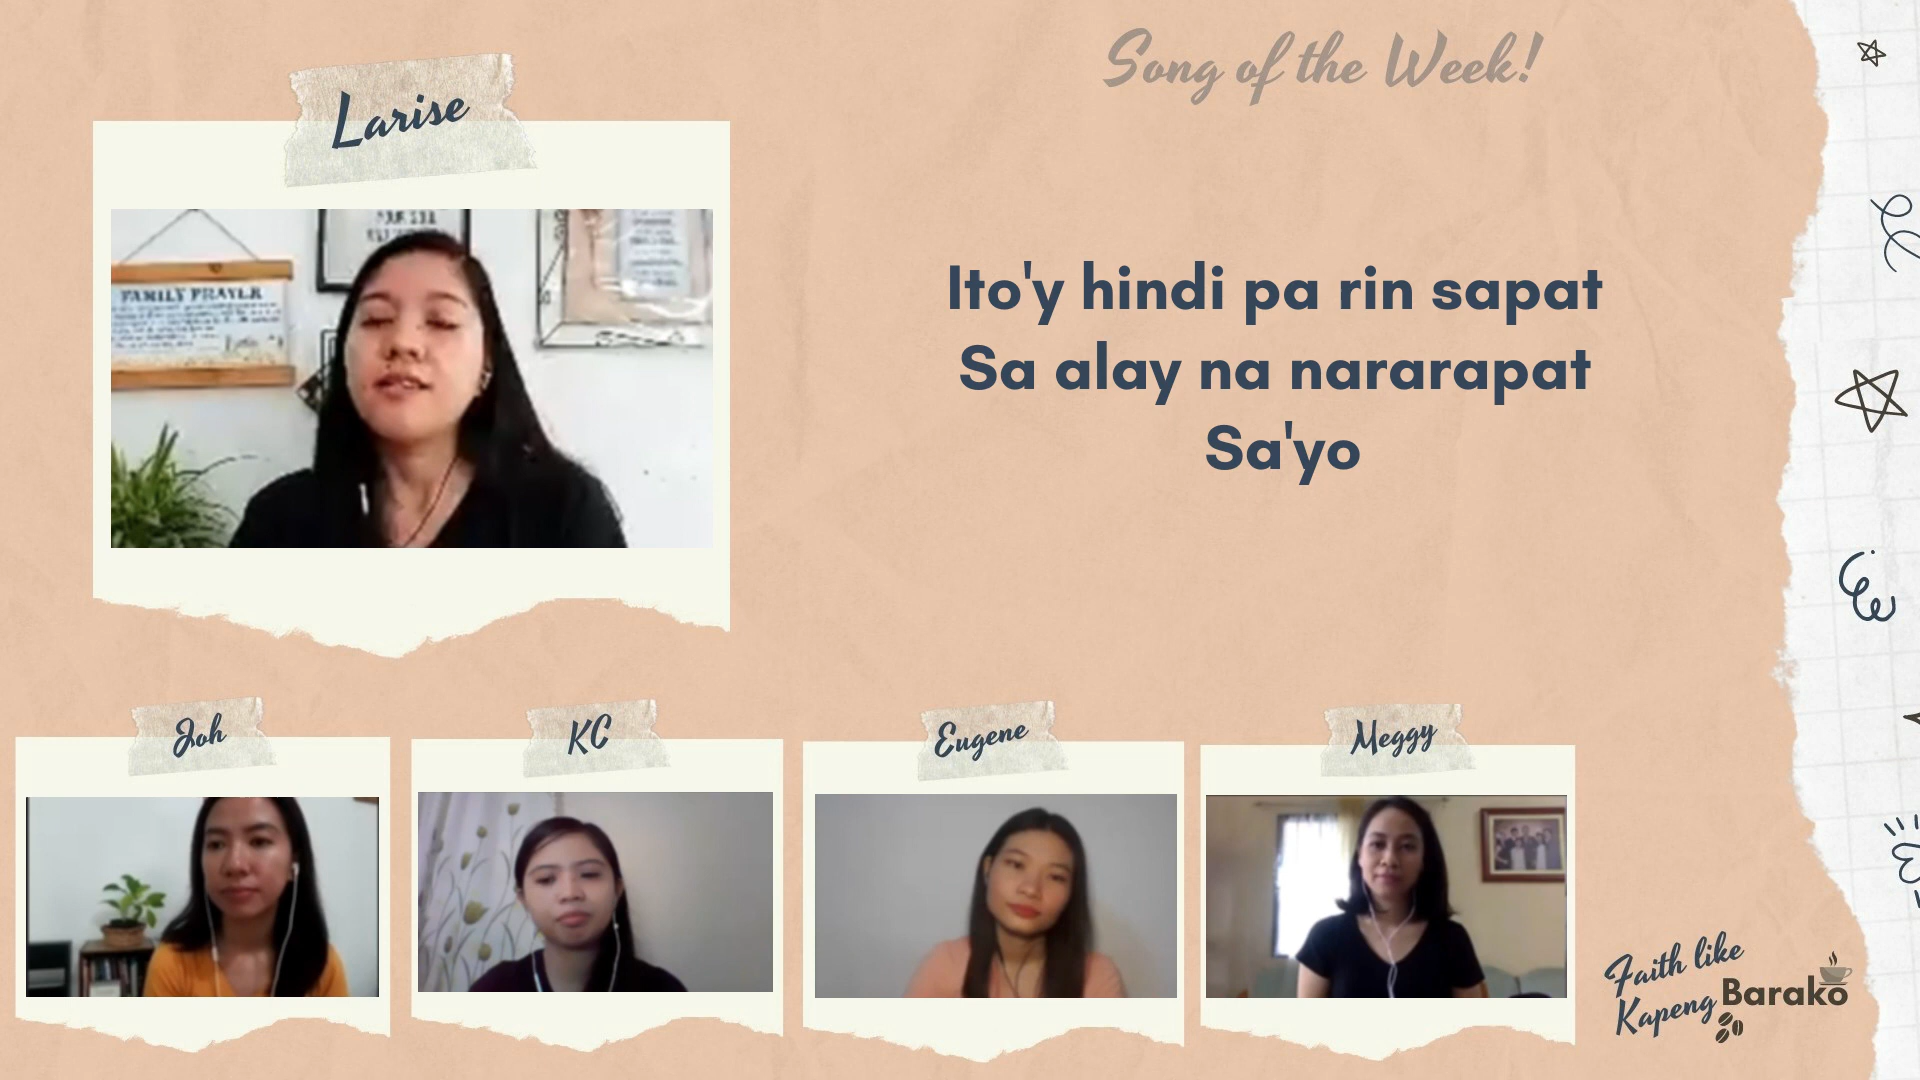 Song of the Week!
Larise
FAMILY PRAYER
Ito'y hindi pa rin sapat
Sa alay na nararapat
Sa'yo
Joh
KC
Eugene
Meggy
Faith like
Kapeng Barako